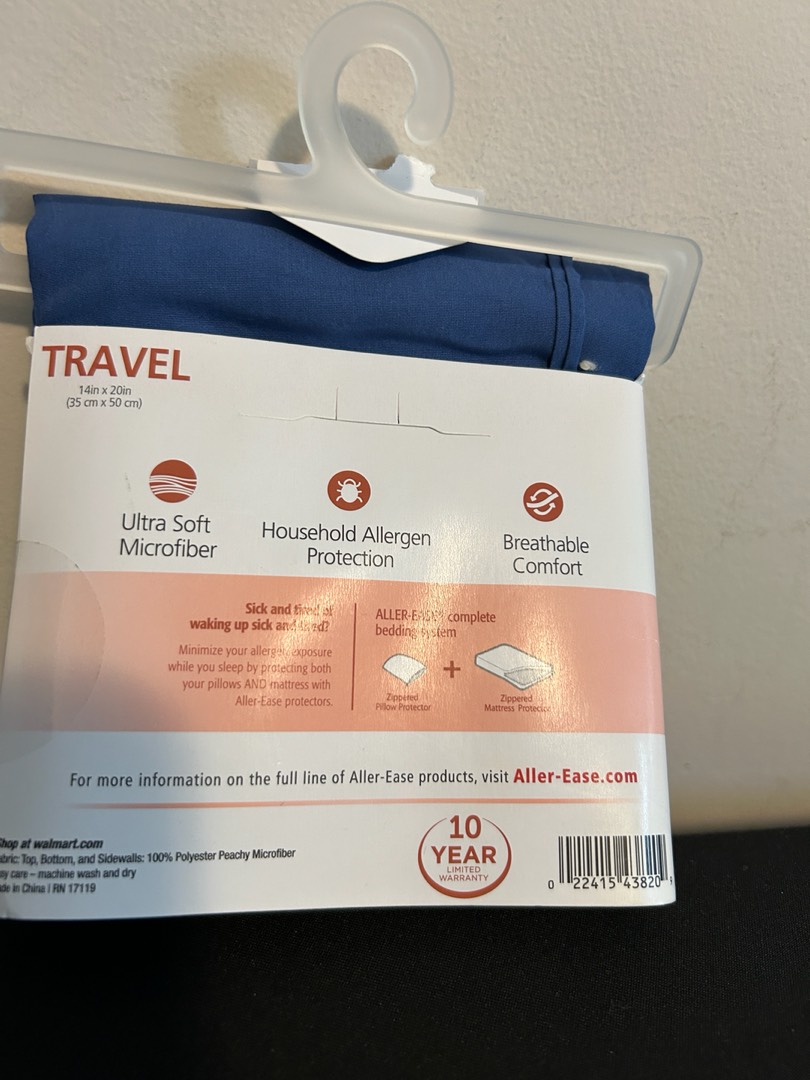 TRAVEL
14in x 20in
(35 cm x 50 cm)
Ultra Soft
Microfiber
Household Allergen
Protection
Breathable
Comfort
Sick and tired of
waking up sick and tired?
Minimize your allergen exposure
while you sleep by protecting both
your pillows AND mattress with
Aller-Ease protectors.
ALLER-EASE® complete
bedding system
+
Zippered
Pillow Protector
Zippered
Mattress Protector
For more information on the full line of Aller-Ease products, visit Aller-Ease.com
hop at walmart.com
abric: Top, Bottom, and Sidewalls: 100% Polyester Peachy Microfiber
sy care – machine wash and dry
de in China | RN 17119
10
YEAR
LIMITED
WARRANTY
0 22415 43820 9